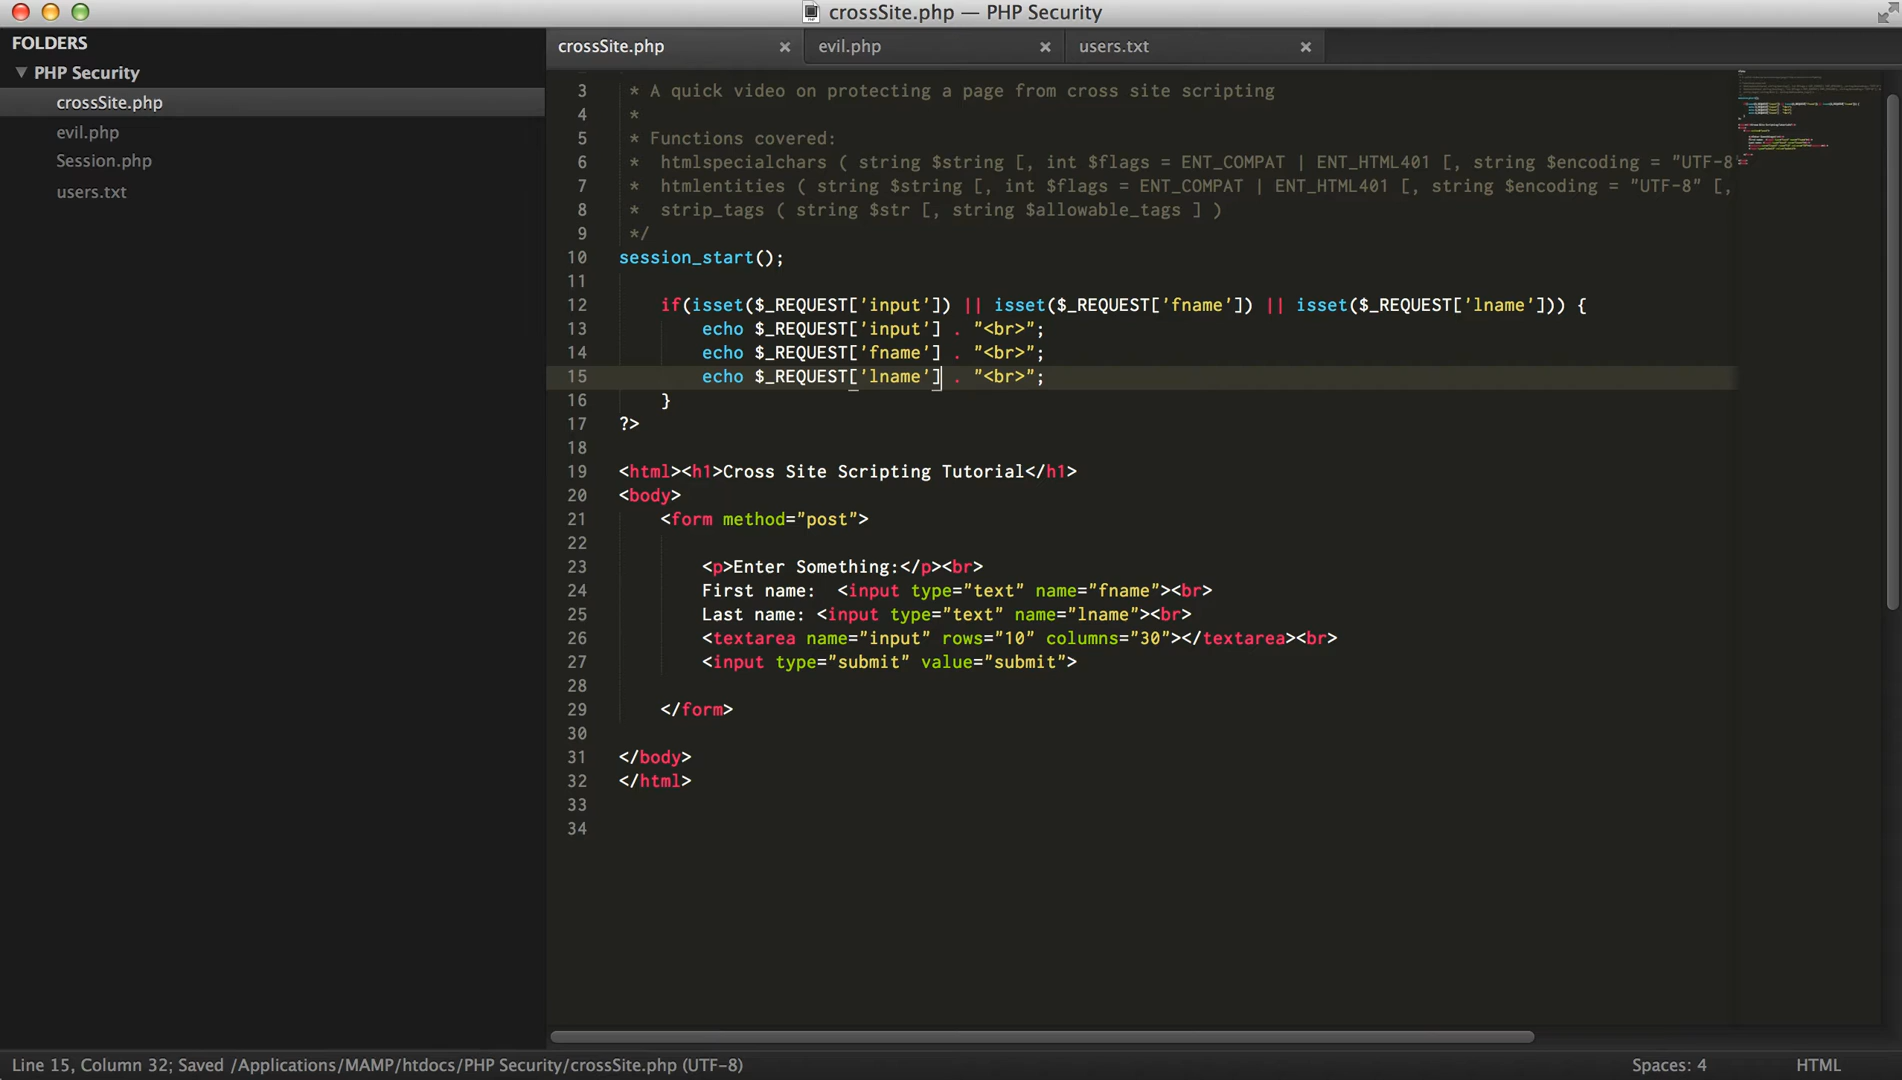 crossSite.php — PHP Security
FOLDERS
PHP Security
crossSite.php
evil.php
Session.php
users.txt
crossSite.php × evil.php × users.txt ×
3 * A quick video on protecting a page from cross site scripting
4 *
5 * Functions covered:
6 * htmlspecialchars ( string $string [, int $flags = ENT_COMPAT | ENT_HTML401 [, string $encoding = "UTF-8
7 * htmlentities ( string $string [, int $flags = ENT_COMPAT | ENT_HTML401 [, string $encoding = "UTF-8" [,
8 * strip_tags ( string $str [, string $allowable_tags ] )
9 */
10 session_start();
11
12 if(isset($_REQUEST['input']) || isset($_REQUEST['fname']) || isset($_REQUEST['lname'])) {
13 echo $_REQUEST['input'] . "<br>";
14 echo $_REQUEST['fname'] . "<br>";
15 echo $_REQUEST['lname'] . "<br>";
16 }
17 ?>
18
19 <html><h1>Cross Site Scripting Tutorial</h1>
20 <body>
21 <form method="post">
22
23 <p>Enter Something:</p><br>
24 First name:  <input type="text" name="fname"><br>
25 Last name: <input type="text" name="lname"><br>
26 <textarea name="input" rows="10" columns="30"></textarea><br>
27 <input type="submit" value="submit">
28
29 </form>
30
31 </body>
32 </html>
33
34
Line 15, Column 32; Saved /Applications/MAMP/htdocs/PHP Security/crossSite.php (UTF-8) Spaces: 4 HTML